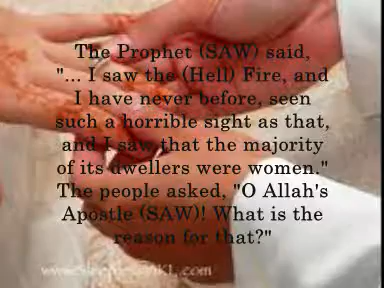 The Prophet (SAW) said,
"... I saw the (Hell) Fire, and
I have never before, seen
such a horrible sight as that,
and I saw that the majority
of its dwellers were women."
The people asked, "O Allah's
Apostle (SAW)! What is the
reason for that?"